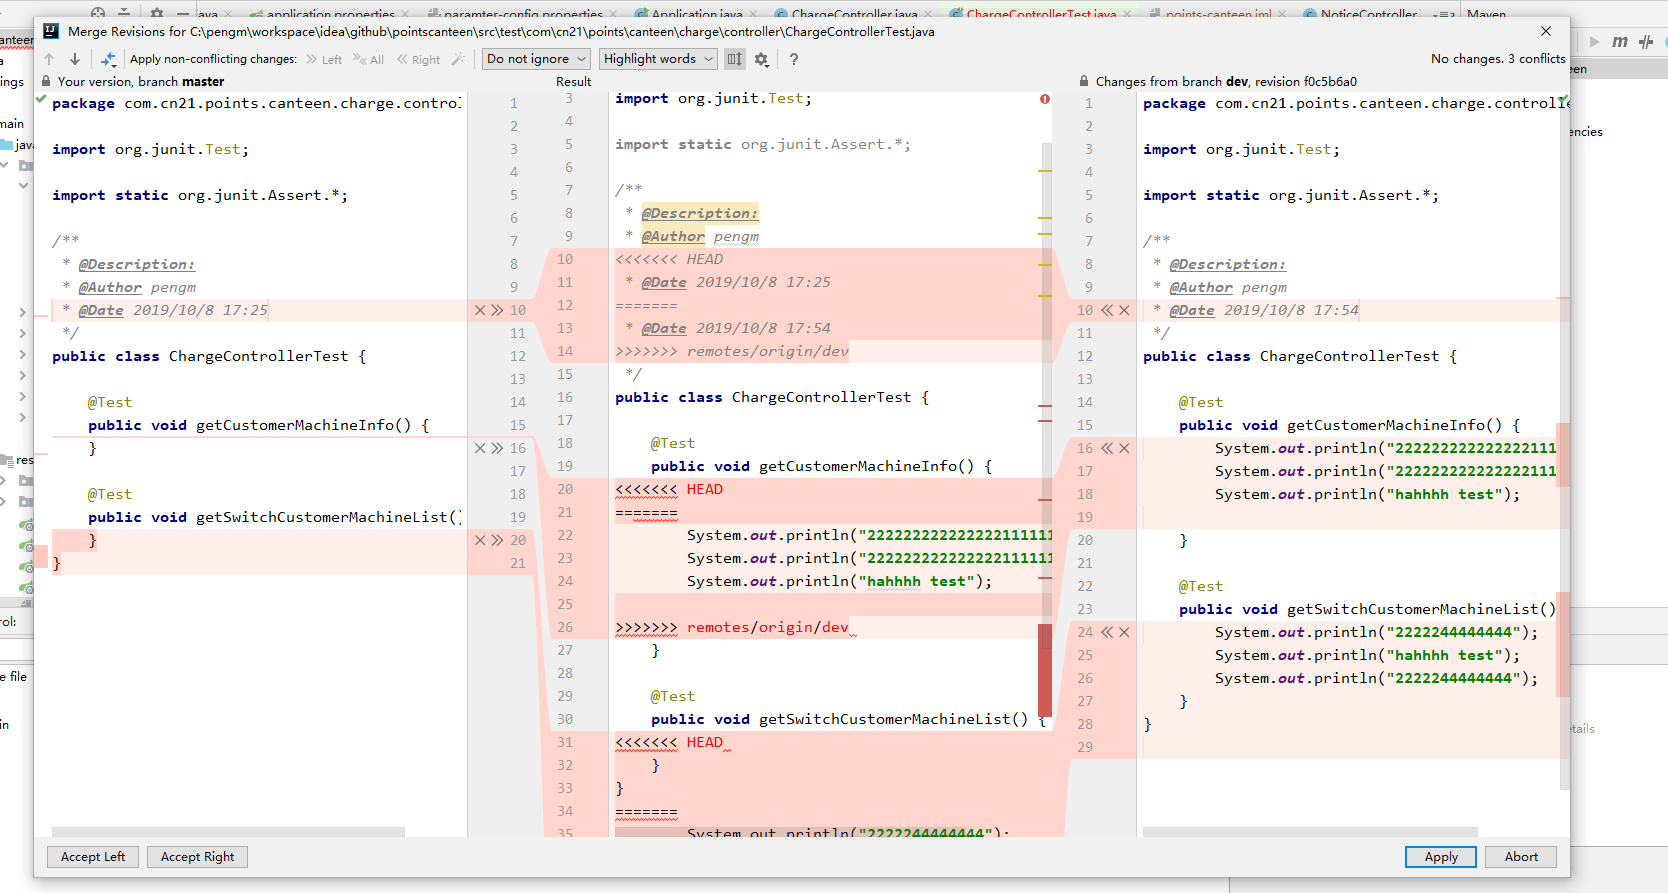 application.properties
paramter-config.properties
Application.java
ChargeController.java
ChargeControllerTest.java
points-canteen.iml
NoticeController
Maven
Merge Revisions for C:\pengm\workspace\idea\github\pointscanteen\src\test\com\cn21\points\canteen\charge\controller\ChargeControllerTest.java
Apply non-conflicting changes: Left All Right Do not ignore Highlight words ? No changes. 3 conflicts
Your version, branch master
Result
Changes from branch dev, revision f0c5b6a0
package com.cn21.points.canteen.charge.control
import org.junit.Test;
import static org.junit.Assert.*;
/**
* @Description:
* @Author pengm
* @Date 2019/10/8 17:25
*/
public class ChargeControllerTest {
@Test
public void getCustomerMachineInfo() {
}
@Test
public void getSwitchCustomerMachineList()
}
}
1
2
3
4
5
6
7
8
9
10
11
12
13
14
15
16
17
18
19
20
21
3 import org.junit.Test;
4
5 import static org.junit.Assert.*;
6
7 /**
8 * @Description:
9 * @Author pengm
10 <<<<<<< HEAD
11 * @Date 2019/10/8 17:25
12 =======
13 * @Date 2019/10/8 17:54
14 >>>>>>> remotes/origin/dev
15 */
16 public class ChargeControllerTest {
17
18 @Test
19 public void getCustomerMachineInfo() {
20 <<<<<<< HEAD
21 =======
22 System.out.println("2222222222222221111111
23 System.out.println("2222222222222221111111
24 System.out.println("hahhhh test");
25
26 >>>>>>> remotes/origin/dev
27 }
28
29 @Test
30 public void getSwitchCustomerMachineList() {
31 <<<<<<< HEAD
32 }
33 }
34 =======
35 System.out.println("2222244444444");
1 package com.cn21.points.canteen.charge.controlle
2
3 import org.junit.Test;
4
5 import static org.junit.Assert.*;
6
7 /**
8 * @Description:
9 * @Author pengm
10 * @Date 2019/10/8 17:54
11 */
12 public class ChargeControllerTest {
13
14 @Test
15 public void getCustomerMachineInfo() {
16 System.out.println("222222222222222111
17 System.out.println("222222222222222111
18 System.out.println("hahhhh test");
19
20 }
21
22 @Test
23 public void getSwitchCustomerMachineList()
24 System.out.println("2222244444444");
25 System.out.println("hahhhh test");
26 System.out.println("2222244444444");
27 }
28 }
29
Accept Left
Accept Right
Apply
Abort